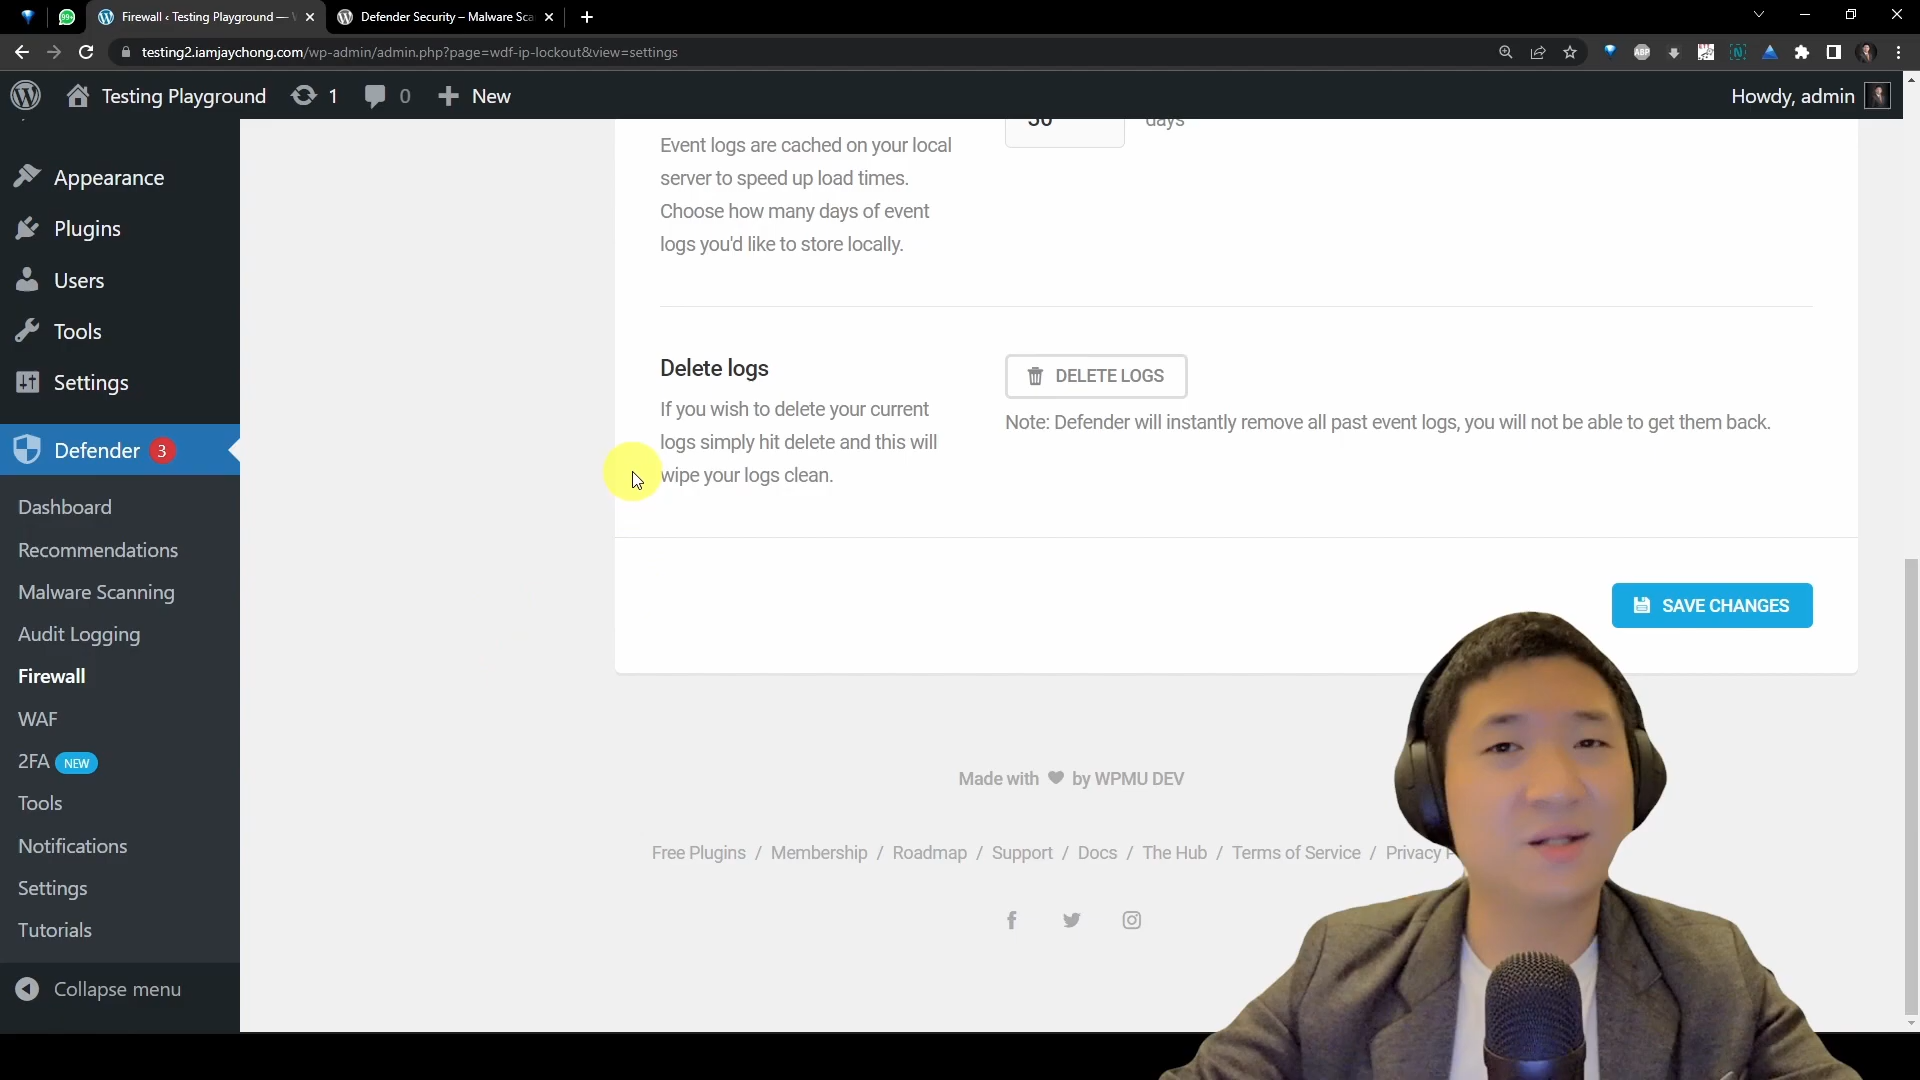 99+
Firewall ‹ Testing Playground —
Defender Security – Malware Sca
testing2.iamjaychong.com/wp-admin/admin.php?page=wdf-ip-lockout&view=settings
ABP
N
Testing Playground
1
0
New
Howdy, admin
Appearance
Plugins
Users
Tools
Settings
Defender 3
Dashboard
Recommendations
Malware Scanning
Audit Logging
Firewall
WAF
2FA NEW
Tools
Notifications
Settings
Tutorials
Collapse menu
30 days
Event logs are cached on your local
server to speed up load times.
Choose how many days of event
logs you'd like to store locally.
Delete logs
If you wish to delete your current
logs simply hit delete and this will
wipe your logs clean.
DELETE LOGS
Note: Defender will instantly remove all past event logs, you will not be able to get them back.
SAVE CHANGES
Made with ♥ by WPMU DEV
Free Plugins / Membership / Roadmap / Support / Docs / The Hub / Terms of Service / Privacy